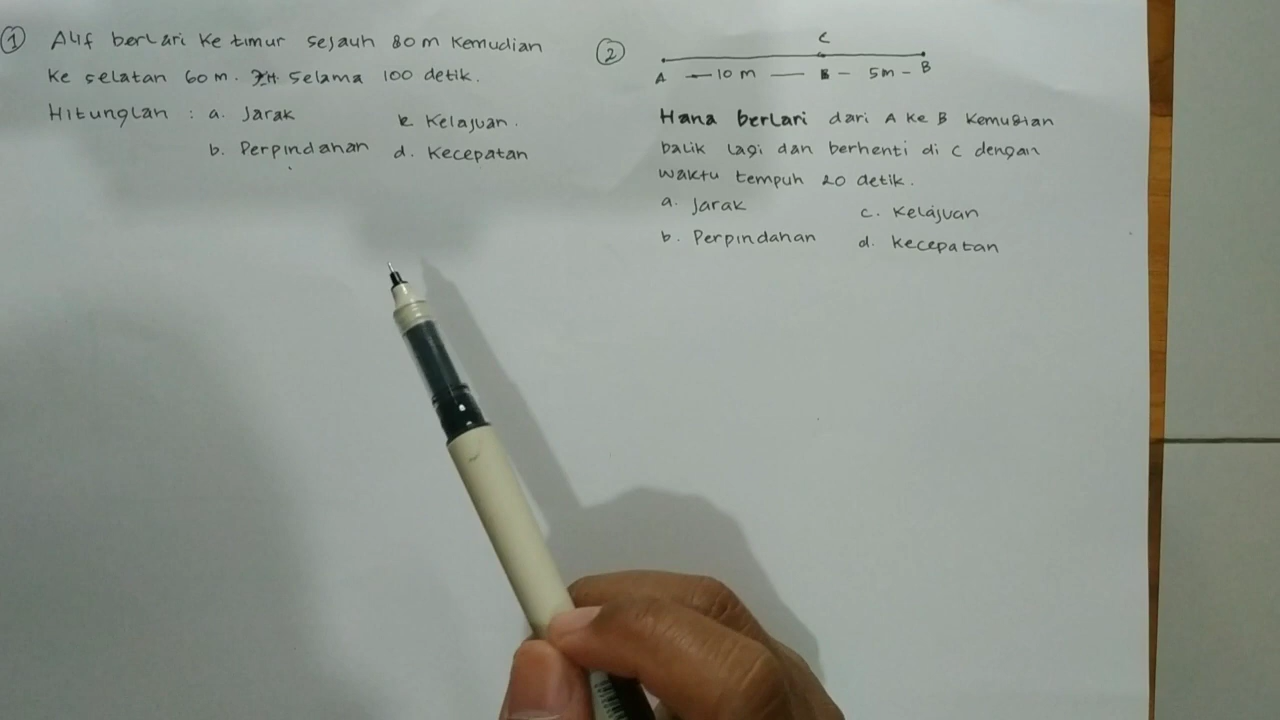 ① Alif berlari ke timur sejauh 80 m kemudian
ke selatan 60 m. selama 100 detik.
Hitunglan : a. Jarak
c. Kelajuan.
b. Perpindahan
d. Kecepatan
②
C
A — 10 m — B — 5m — B
Hana berlari dari A ke B kemudian
balik lagi dan berhenti di C dengan
waktu tempuh 20 detik.
a. Jarak
c. Kelajuan
b. Perpindahan
d. kecepatan